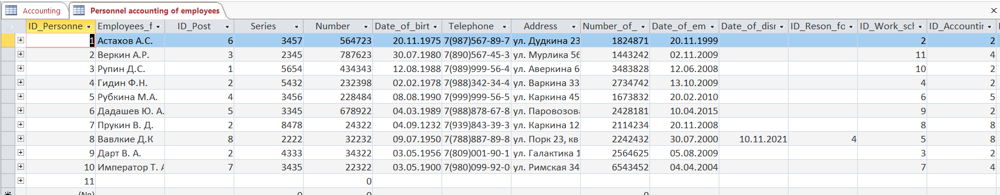 Accounting Personnel accounting of employees
ID_Personne Employees_f ID_Post Series Number Date_of_birt Telephone Address Number_of_ Date_of_em Date_of_disr ID_Reson_fo ID_Work_sch ID_Accountin
1 Астахов А.С. 6 3457 564723 20.11.1975 7(987)567-89-7 ул. Дудкина 23 1824871 20.11.1999 2 2
2 Веркин А.Р. 3 2345 787623 30.07.1980 7(890)567-45-3 ул. Мурлика 56 1443242 02.11.2009 11 4
3 Рупин Д.С. 1 5654 434343 12.08.1988 7(989)999-56-4 ул. Аверкина 6 3483828 12.06.2008 10 2
4 Гидин Ф.Н. 2 5432 232398 02.02.1978 7(988)342-34-4 ул. Варкина 33 2734742 13.10.2009 4 2
5 Рубкина М.А. 4 3456 228484 08.08.1990 7(999)999-56-5 ул. Каркина 45 1673832 20.02.2010 6 5
6 Дадашев Ю. А. 5 3345 678922 04.03.1989 7(988)878-67-8 ул. Паровозова 2428181 10.04.2015 9 2
7 Прукин В. Д. 2 8478 24322 04.09.1232 7(939)843-39-3 ул. Каркина 12 2114234 20.11.2008 8 8
8 Вавлкие Д.К 8 2222 32232 09.07.1950 7(788)887-89-8 ул. Порк 23, кв 2242432 30.07.2000 10.11.2021 4 5 8
9 Дарт В. А. 2 4333 34322 03.05.1956 7(809)001-90-1 ул. Галактика 1 2564625 05.08.2009 3 2
10 Император Т. А 7 3435 22322 03.05.1900 7(980)099-92-0 ул. Римская 34 6543452 04.04.2004 7 4
11 0
(№) 0 0 0